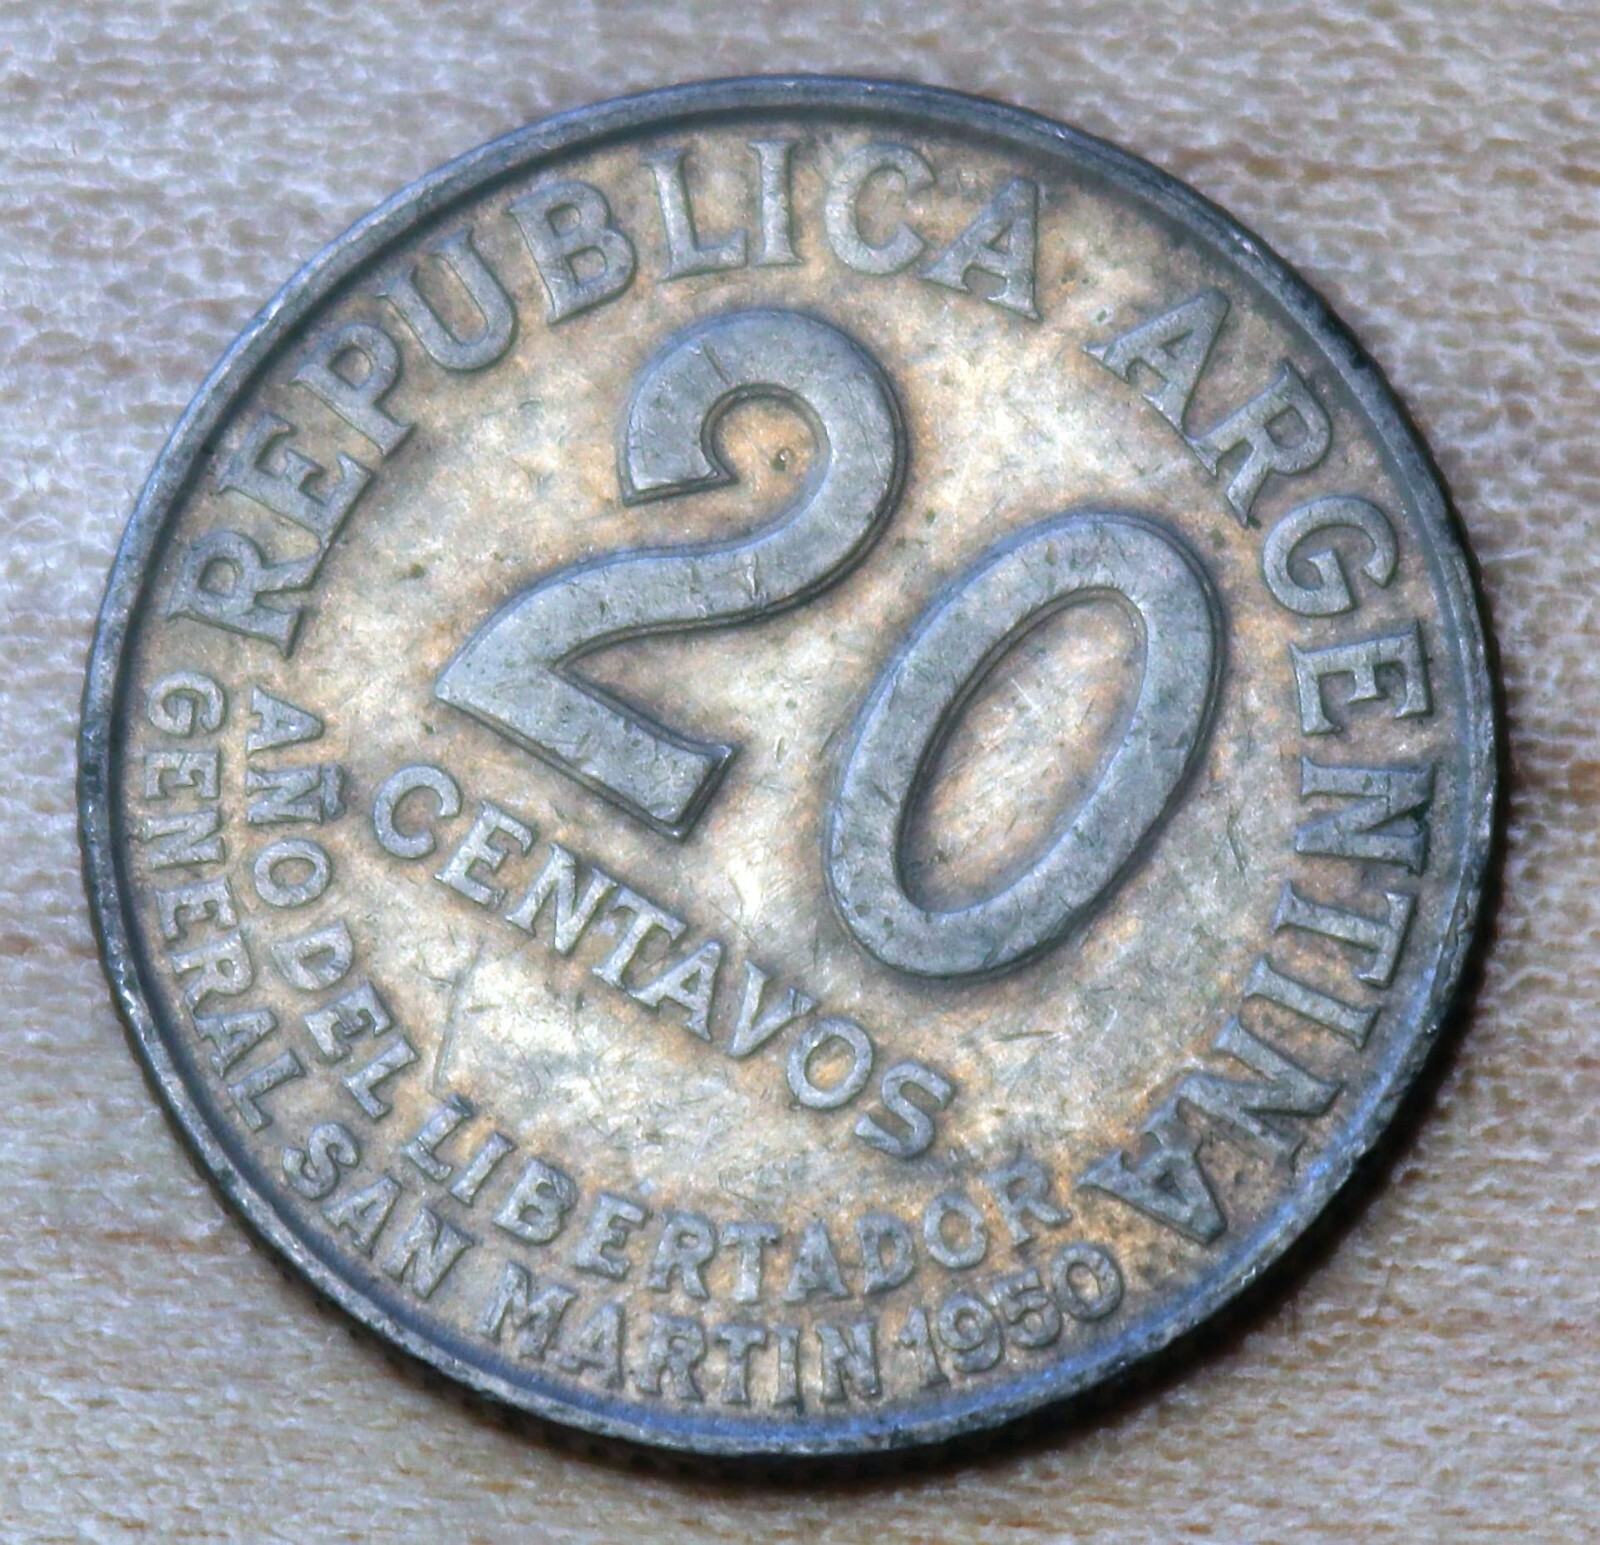 REPUBLICA ARGENTINA
20
CENTAVOS
AÑO DEL LIBERTADOR
GENERAL SAN MARTIN 1950